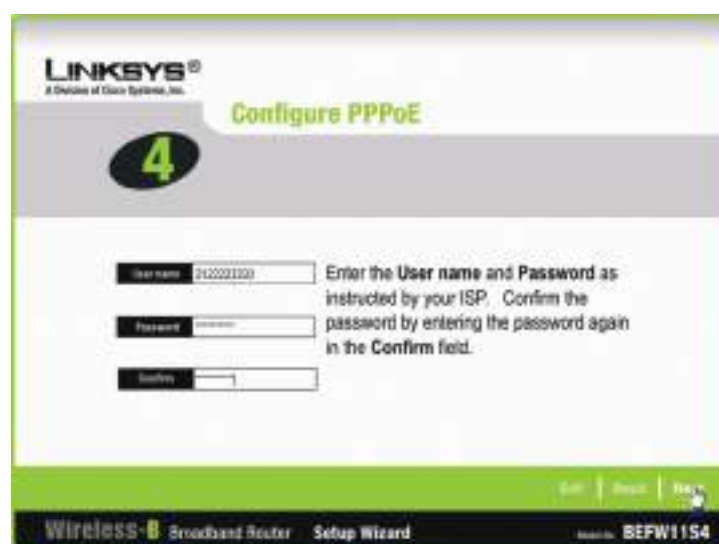 LINKSYS®
A Division of Cisco Systems, Inc.
Configure PPPoE
4
User name
Enter the User name and Password as
instructed by your ISP. Confirm the
Password ********
password by entering the password again
in the Confirm field.
Confirm
Exit | Back | Next
Wireless-B Broadband Router Setup Wizard Model No. BEFW11S4